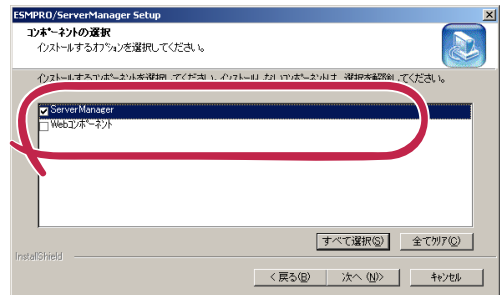 ESMPRO/ServerManager Setup
コンポーネントの選択
インストールするオプションを選択してください。
インストールするコンポーネントを選択してください。インストールしないコンポーネントは、選択を解除してください。
ServerManager
Webコンポーネント
すべて選択(S)
全てクリア(C)
InstallShield
< 戻る(B)
次へ (N)>
キャンセル